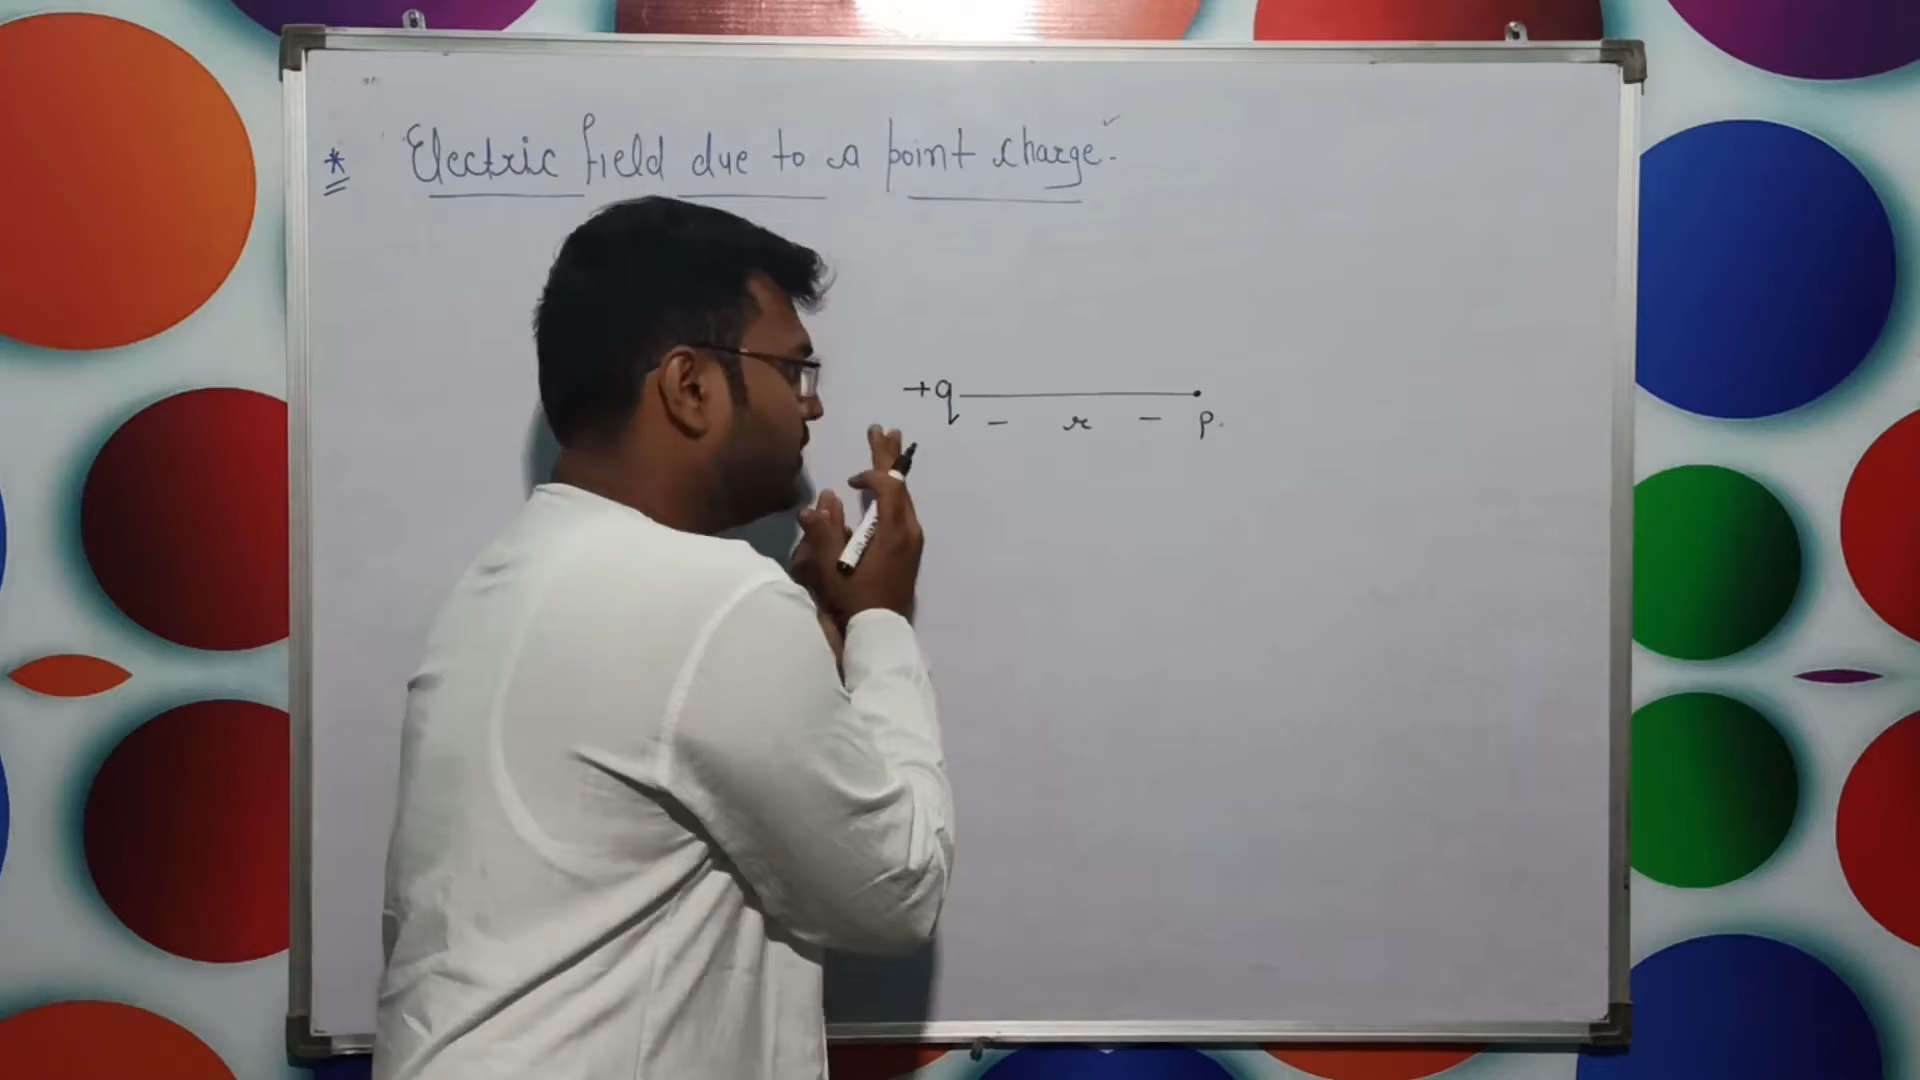 * Electric field due to a point charge.
+q
- r - p.